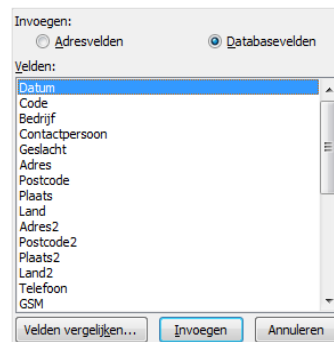 Invoegen:
Adresvelden Databasevelden
Velden:
Datum
Code
Bedrijf
Contactpersoon
Geslacht
Adres
Postcode
Plaats
Land
Adres2
Postcode2
Plaats2
Land2
Telefoon
GSM
Velden vergelijken... Invoegen Annuleren